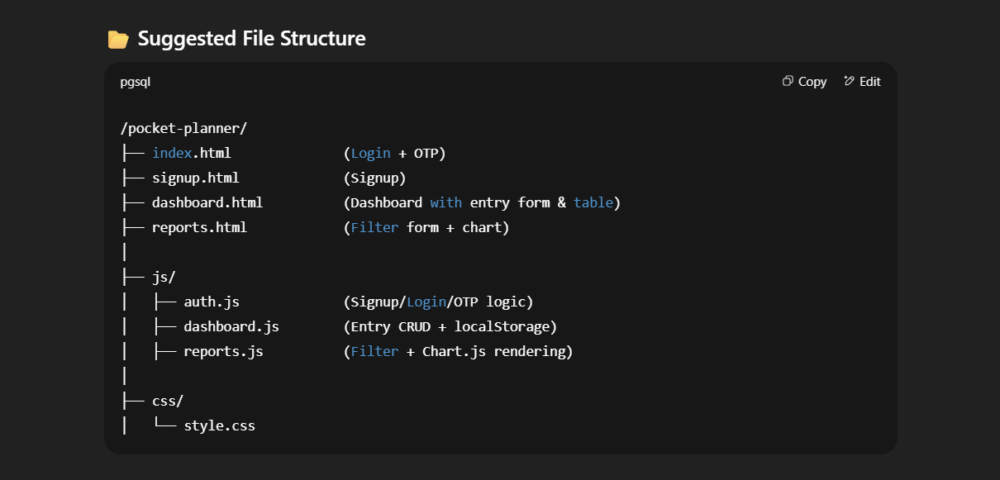 📂 Suggested File Structure
pgsql
Copy
Edit
/pocket-planner/
├── index.html              (Login + OTP)
├── signup.html             (Signup)
├── dashboard.html          (Dashboard with entry form & table)
├── reports.html            (Filter form + chart)
│
├── js/
│   ├── auth.js             (Signup/Login/OTP logic)
│   ├── dashboard.js        (Entry CRUD + localStorage)
│   ├── reports.js          (Filter + Chart.js rendering)
│
├── css/
│   └── style.css